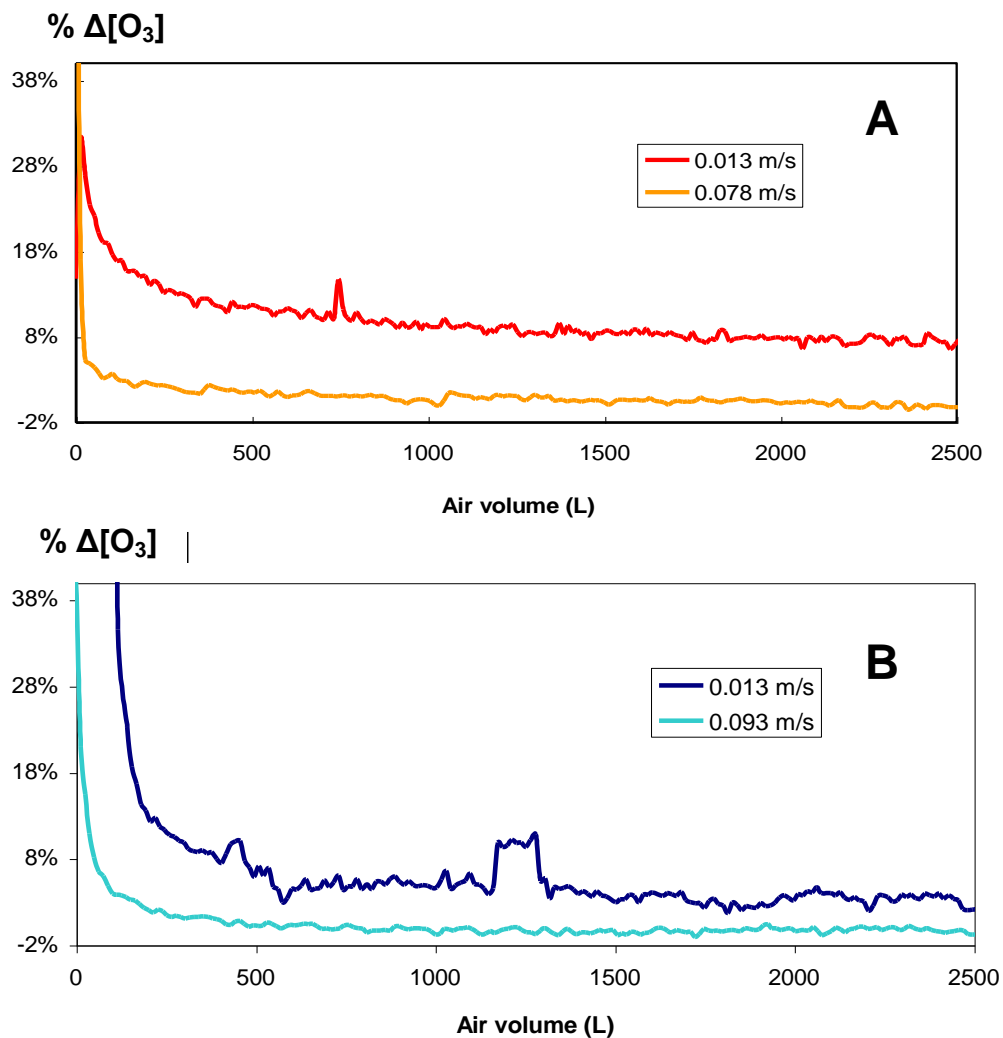 % Δ[O3]
38%
28%
18%
8%
-2%
A
0.013 m/s
0.078 m/s
0 500 1000 1500 2000 2500
Air volume (L)
% Δ[O3]
38%
28%
18%
8%
-2%
B
0.013 m/s
0.093 m/s
0 500 1000 1500 2000 2500
Air volume (L)